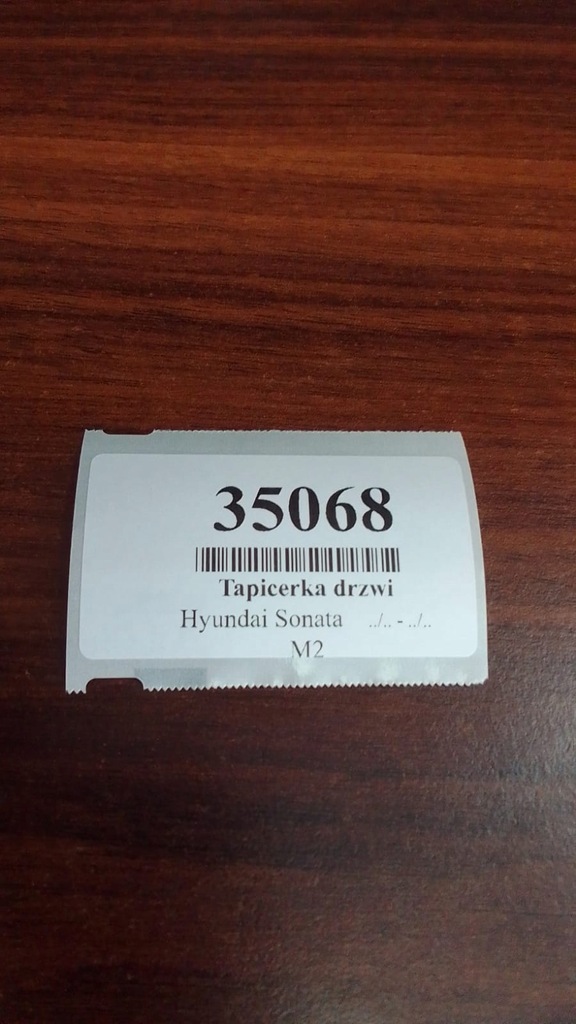 35068
Tapicerka drzwi
Hyundai Sonata ../.. - ../..
M2